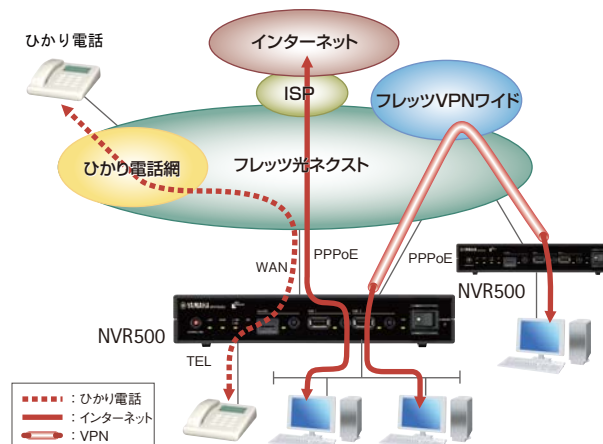 ひかり電話
インターネット
ISP
フレッツVPNワイド
ひかり電話網
フレッツ光ネクスト
WAN
PPPoE
PPPoE
YAMAHA
NVR500
NVR500
TEL
：ひかり電話
：インターネット
：VPN